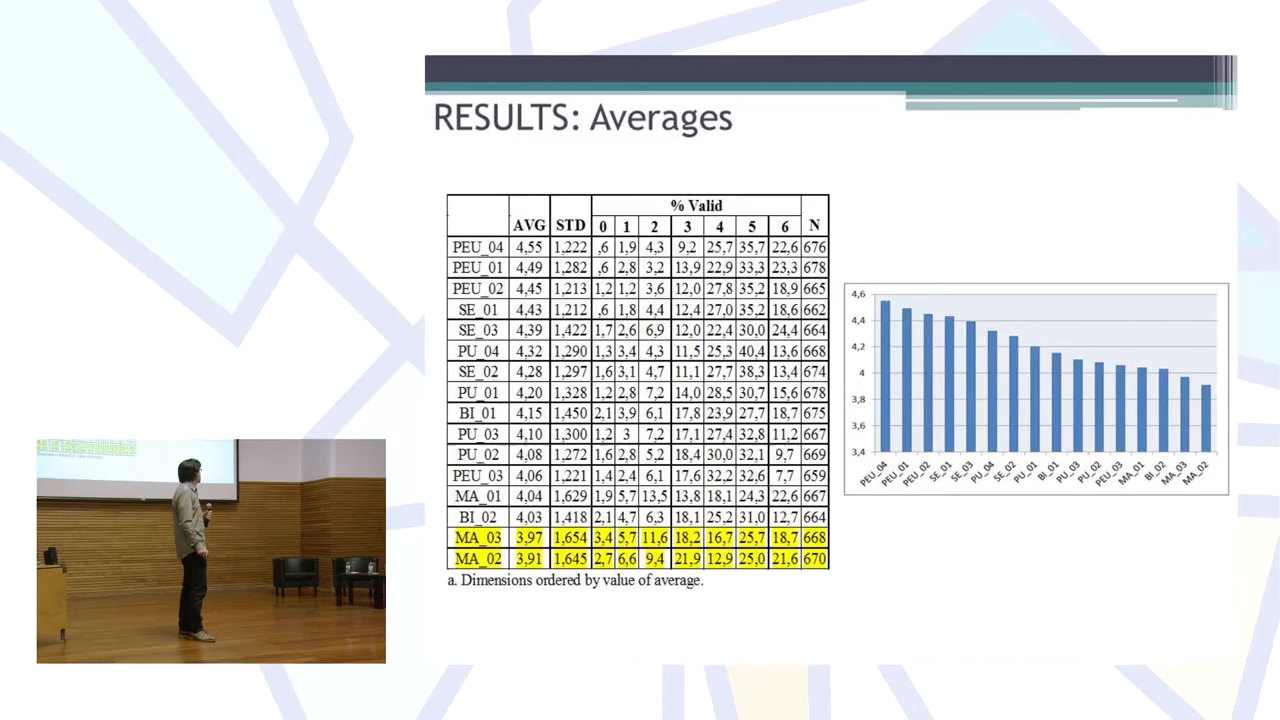 RESULTS: Averages
% Valid
AVG STD 0 1 2 3 4 5 6 N
PEU_04 4,55 1,222 ,6 1,9 4,3 9,2 25,7 35,7 22,6 676
PEU_01 4,49 1,282 ,6 2,8 3,2 13,9 22,9 33,3 23,3 678
PEU_02 4,45 1,213 1,2 1,2 3,6 12,0 27,8 35,2 18,9 665
SE_01 4,43 1,212 ,6 1,8 4,4 12,4 27,0 35,2 18,6 662
SE_03 4,39 1,422 1,7 2,6 6,9 12,0 22,4 30,0 24,4 664
PU_04 4,32 1,290 1,3 3,4 4,3 11,5 25,3 40,4 13,6 668
SE_02 4,28 1,297 1,6 3,1 4,7 11,1 27,7 38,3 13,4 674
PU_01 4,20 1,328 1,2 2,8 7,2 14,0 28,5 30,7 15,6 678
BI_01 4,15 1,450 2,1 3,9 6,1 17,8 23,9 27,7 18,7 675
PU_03 4,10 1,300 1,2 3 7,2 17,1 27,4 32,8 11,2 667
PU_02 4,08 1,272 1,6 2,8 5,2 18,4 30,0 32,1 9,7 669
PEU_03 4,06 1,221 1,4 2,4 6,1 17,6 32,2 32,6 7,7 659
MA_01 4,04 1,629 1,9 5,7 13,5 13,8 18,1 24,3 22,6 667
BI_02 4,03 1,418 2,1 4,7 6,3 18,1 25,2 31,0 12,7 664
MA_03 3,97 1,654 3,4 5,7 11,6 18,2 16,7 25,7 18,7 668
MA_02 3,91 1,645 2,7 6,6 9,4 21,9 12,9 25,0 21,6 670
a. Dimensions ordered by value of average.
4,6
4,4
4,2
4
3,8
3,6
3,4
PEU_04 PEU_01 PEU_02 SE_01 SE_03 PU_04 SE_02 PU_01 BI_01 PU_03 PU_02 PEU_03 MA_01 BI_02 MA_03 MA_02